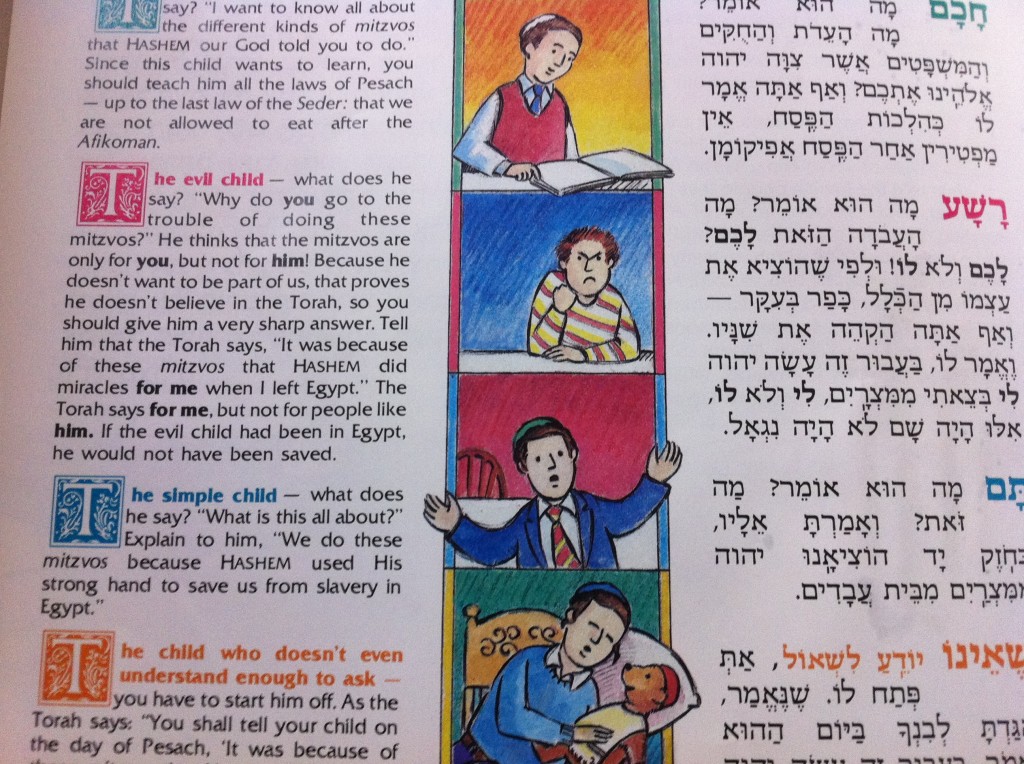 say? "I want to know all about
the different kinds of mitzvos
that HASHEM our God told you to do."
Since this child wants to learn, you
should teach him all the laws of Pesach
— up to the last law of the Seder: that we
are not allowed to eat after the
Afikoman.
The evil child — what does he
say? "Why do you go to the
trouble of doing these
mitzvos?" He thinks that the mitzvos are
only for you, but not for him! Because he
doesn't want to be part of us, that proves
he doesn't believe in the Torah, so you
should give him a very sharp answer. Tell
him that the Torah says, "It was because
of these mitzvos that HASHEM did
miracles for me when I left Egypt." The
Torah says for me, but not for people like
him. If the evil child had been in Egypt,
he would not have been saved.
The simple child — what does
he say? "What is this all about?"
Explain to him, "We do these
mitzvos because HASHEM used His
strong hand to save us from slavery in
Egypt."
The child who doesn't even
understand enough to ask —
you have to start him off. As the
Torah says: "You shall tell your child on
the day of Pesach, 'It was because of
חָכָם מָה הוּא אוֹמֵר?
מָה הָעֵדֹת וְהַחֻקִּים
וְהַמִּשְׁפָּטִים אֲשֶׁר צִוָּה יהוה
אֱלֹהֵינוּ אֶתְכֶם? וְאַף אַתָּה אֱמָר
לוֹ כְּהִלְכוֹת הַפֶּסַח, אֵין
מַפְטִירִין אַחַר הַפֶּסַח אֲפִיקוֹמָן.
רָשָׁע מָה הוּא אוֹמֵר? מָה
הָעֲבֹדָה הַזֹּאת לָכֶם?
לָכֶם וְלֹא לוֹ! וּלְפִי שֶׁהוֹצִיא אֶת
עַצְמוֹ מִן הַכְּלָל, כָּפַר בְּעִקָּר —
וְאַף אַתָּה הַקְהֵה אֶת שִׁנָּיו.
וֶאֱמָר לוֹ, בַּעֲבוּר זֶה עָשָׂה יהוה
לִי בְּצֵאתִי מִמִּצְרָיִם, לִי וְלֹא לוֹ,
אִלּוּ הָיָה שָׁם לֹא הָיָה נִגְאָל.
תָּם מָה הוּא אוֹמֵר? מַה
זֹּאת? וְאָמַרְתָּ אֵלָיו,
בְּחֹזֶק יָד הוֹצִיאָנוּ יהוה
מִמִּצְרַיִם מִבֵּית עֲבָדִים.
שֶׁאֵינוֹ יוֹדֵעַ לִשְׁאוֹל, אַתְּ
פְּתַח לוֹ. שֶׁנֶּאֱמַר,
לְבִנְךָ בַּיּוֹם הַהוּא